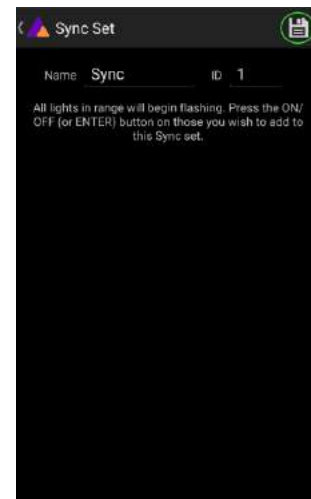 Sync Set
Name Sync ID 1
All lights in range will begin flashing. Press the ON/
OFF (or ENTER) button on those you wish to add to
this Sync set.